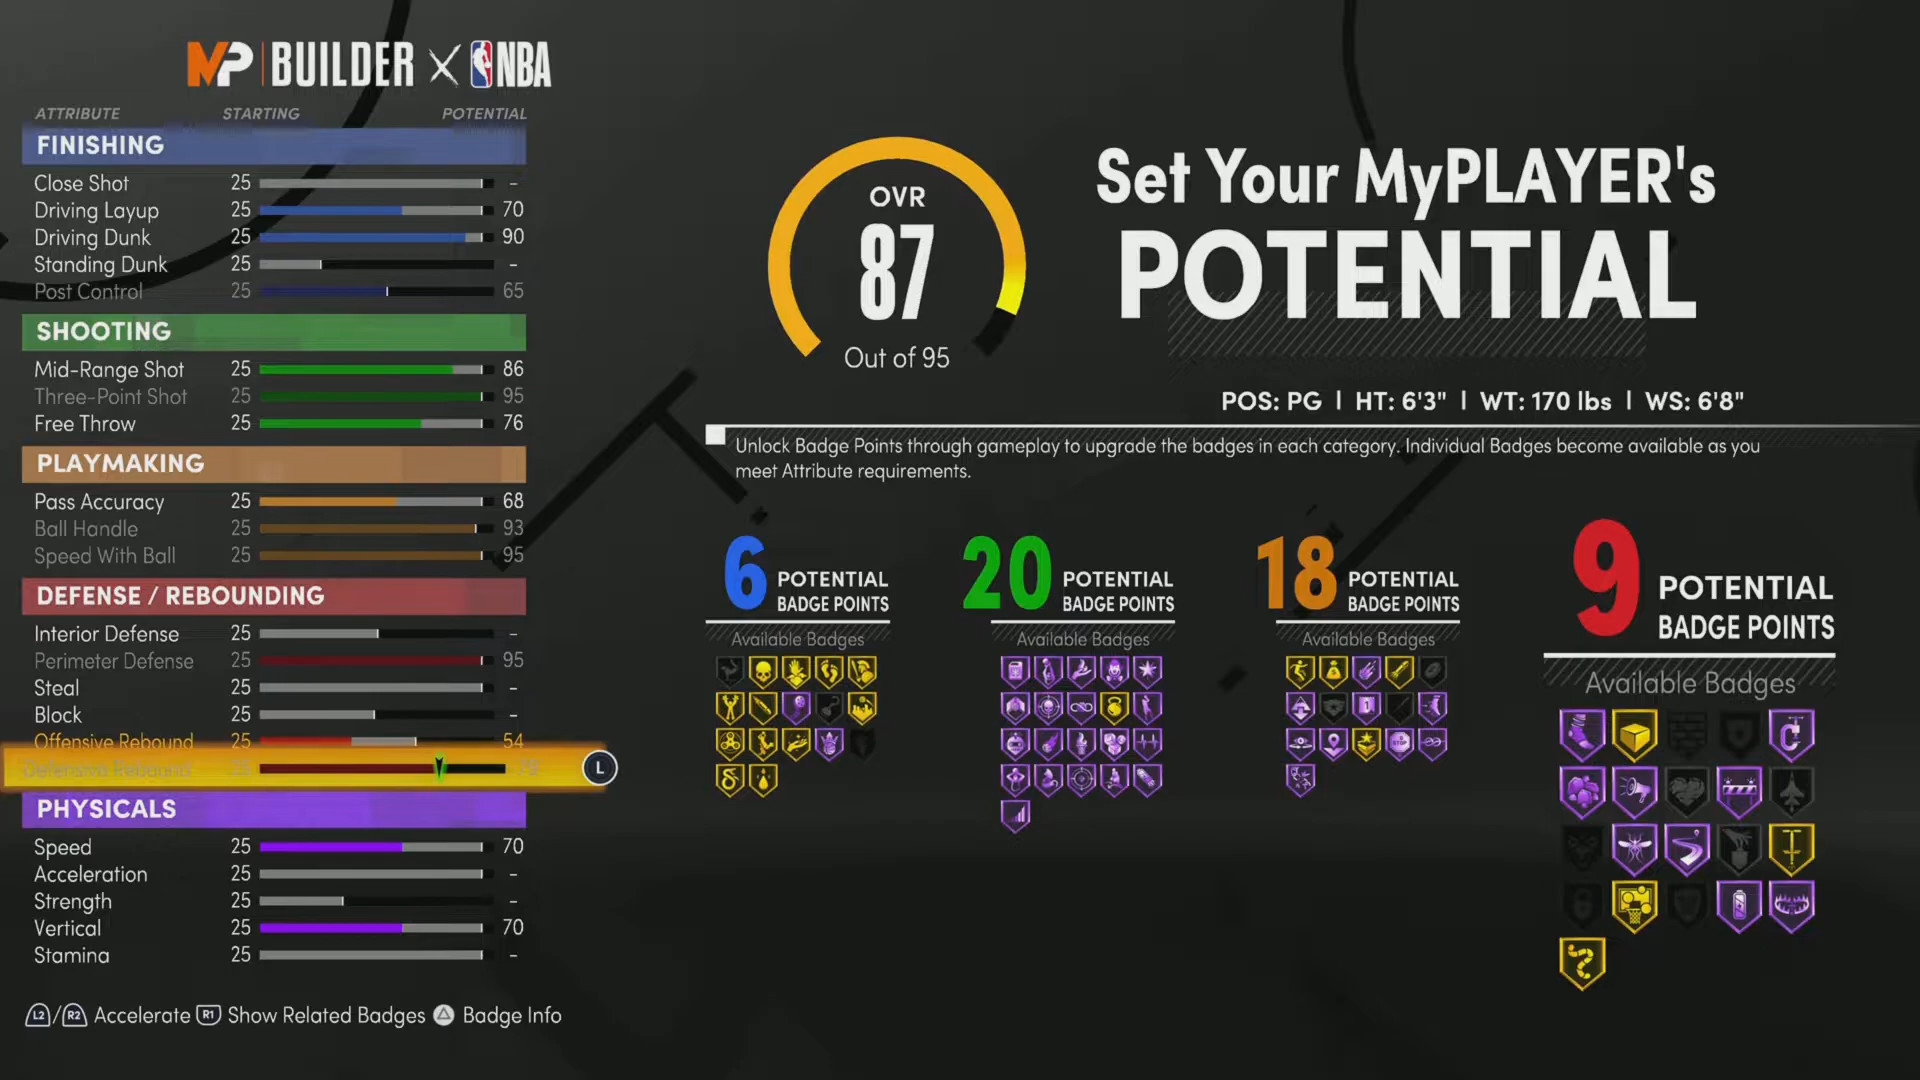 MP | BUILDER X NBA
ATTRIBUTE STARTING POTENTIAL
FINISHING
Close Shot 25 -
Driving Layup 25 70
Driving Dunk 25 90
Standing Dunk 25 -
Post Control 25 65
SHOOTING
Mid-Range Shot 25 86
Three-Point Shot 25 95
Free Throw 25 76
PLAYMAKING
Pass Accuracy 25 68
Ball Handle 25 93
Speed With Ball 25 95
DEFENSE / REBOUNDING
Interior Defense 25 -
Perimeter Defense 25 95
Steal 25 -
Block 25 -
Offensive Rebound 25 54
Defensive Rebound 25
L
PHYSICALS
Speed 25 70
Acceleration 25 -
Strength 25 -
Vertical 25 70
Stamina 25 -
L2/R2 Accelerate R1 Show Related Badges Badge Info
OVR
87
Out of 95
Set Your MyPLAYER's
POTENTIAL
POS: PG | HT: 6'3" | WT: 170 lbs | WS: 6'8"
Unlock Badge Points through gameplay to upgrade the badges in each category. Individual Badges become available as you
meet Attribute requirements.
6 POTENTIAL
BADGE POINTS
Available Badges
20 POTENTIAL
BADGE POINTS
Available Badges
18 POTENTIAL
BADGE POINTS
Available Badges
9 POTENTIAL
BADGE POINTS
Available Badges